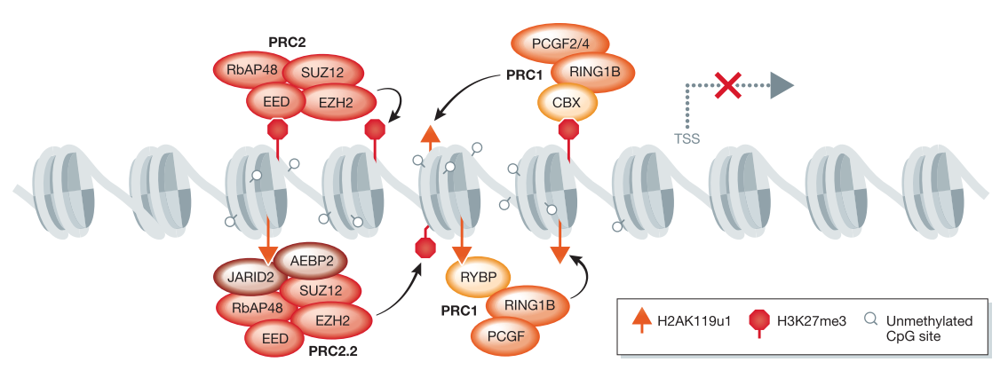 PRC2
RbAP48
SUZ12
EED
EZH2
PCGF2/4
PRC1
RING1B
CBX
TSS
JARID2
AEBP2
SUZ12
RbAP48
EZH2
EED
PRC2.2
RYBP
PRC1
RING1B
PCGF
H2AK119u1
H3K27me3
Unmethylated
CpG site